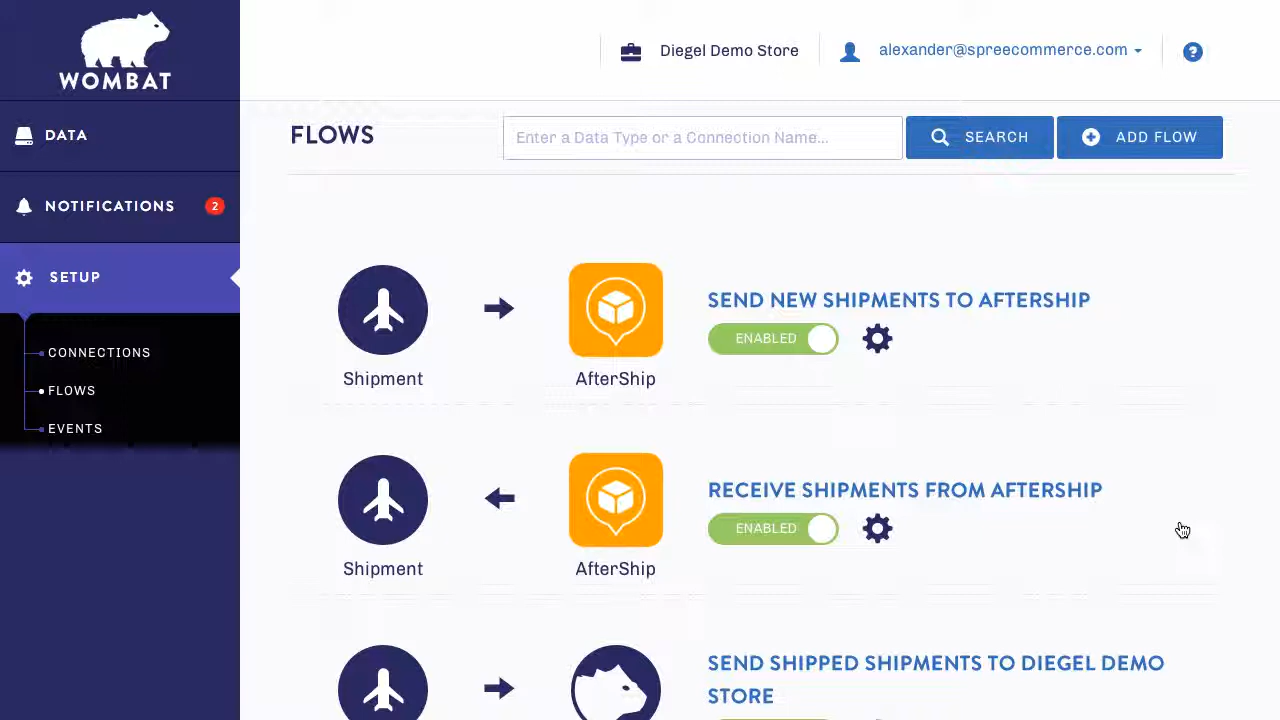 WOMBAT
Diegel Demo Store
alexander@spreecommerce.com
?
DATA
NOTIFICATIONS 2
SETUP
CONNECTIONS
FLOWS
EVENTS
FLOWS
Enter a Data Type or a Connection Name...
SEARCH
ADD FLOW
Shipment
AfterShip
SEND NEW SHIPMENTS TO AFTERSHIP
ENABLED
Shipment
AfterShip
RECEIVE SHIPMENTS FROM AFTERSHIP
ENABLED
SEND SHIPPED SHIPMENTS TO DIEGEL DEMO
STORE